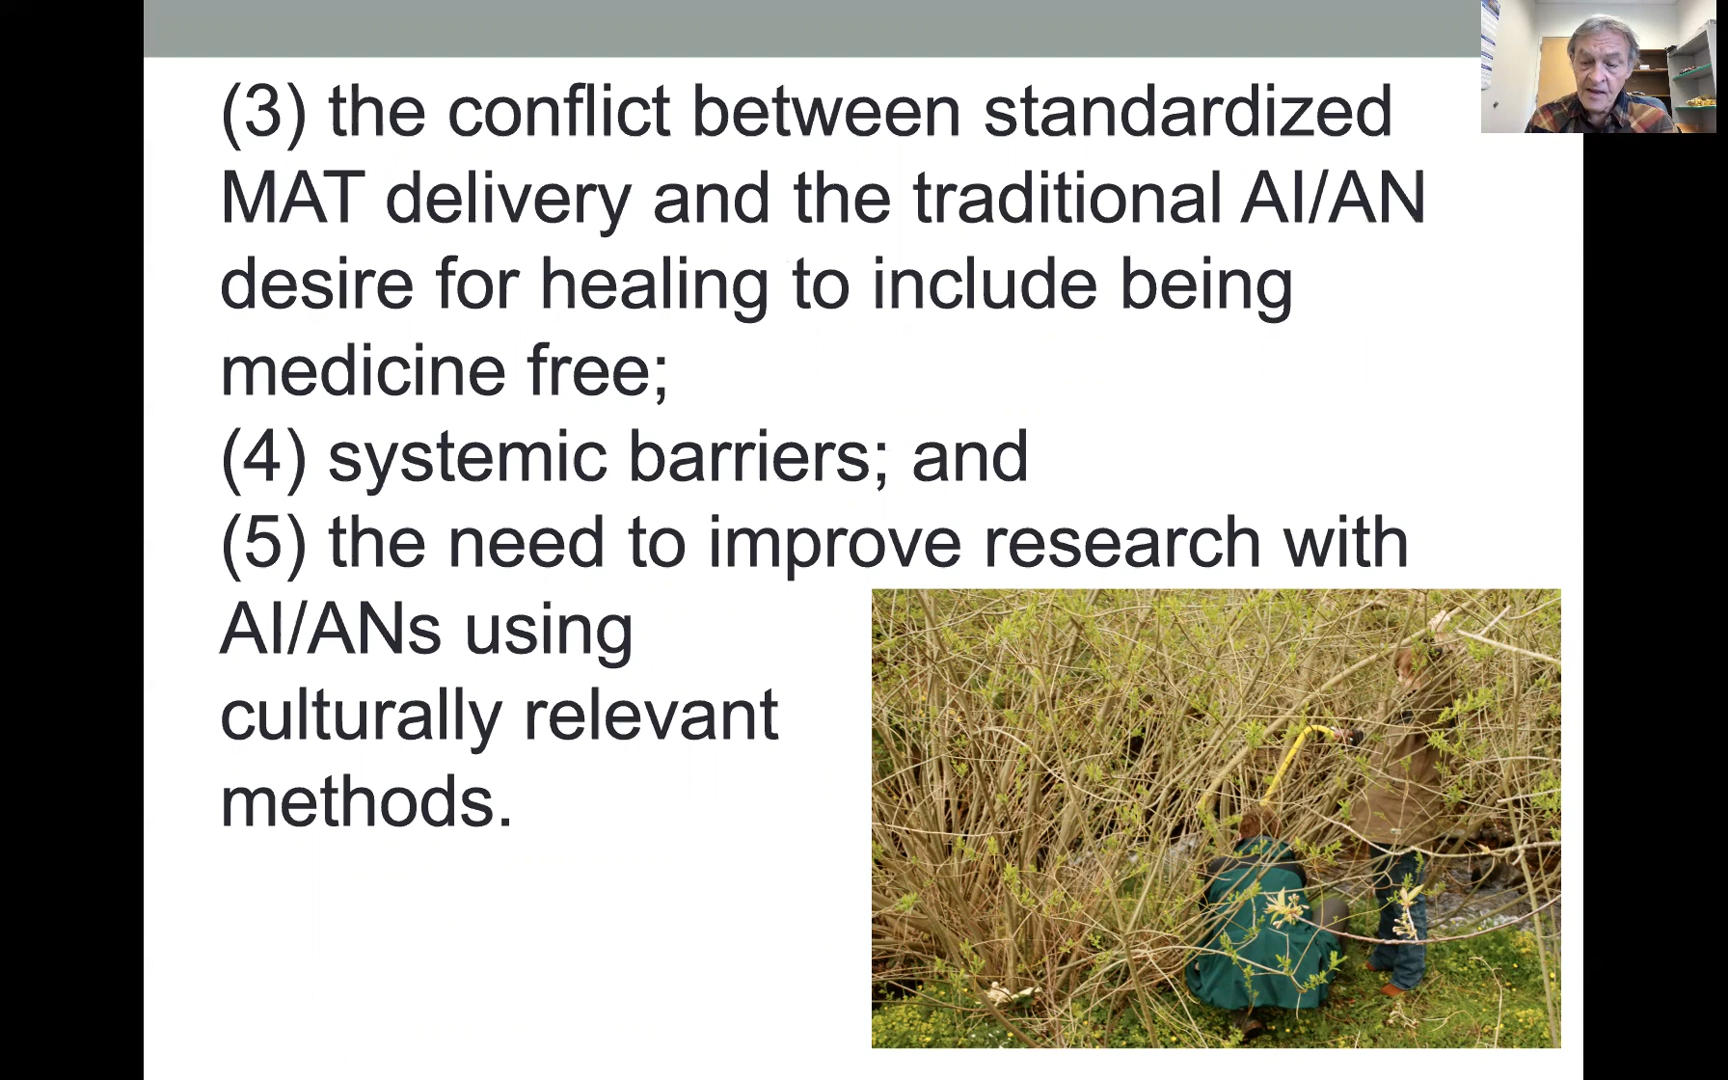 (3) the conflict between standardized
MAT delivery and the traditional AI/AN
desire for healing to include being
medicine free;
(4) systemic barriers; and
(5) the need to improve research with
AI/ANs using
culturally relevant
methods.